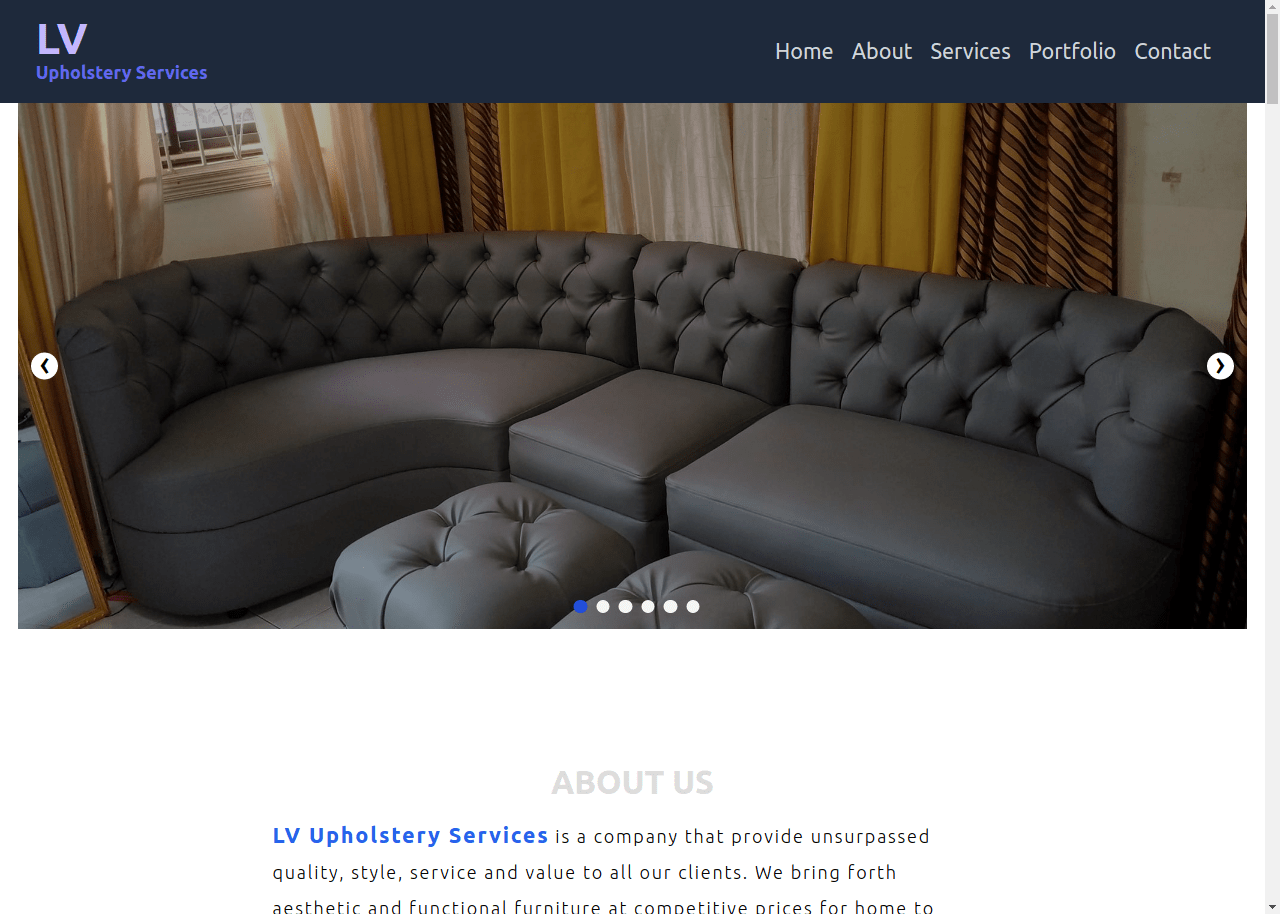 LV
Upholstery Services
Home About Services Portfolio Contact
❮ ❯
ABOUT US
LV Upholstery Services is a company that provide unsurpassed
quality, style, service and value to all our clients. We bring forth
aesthetic and functional furniture at competitive prices for home to